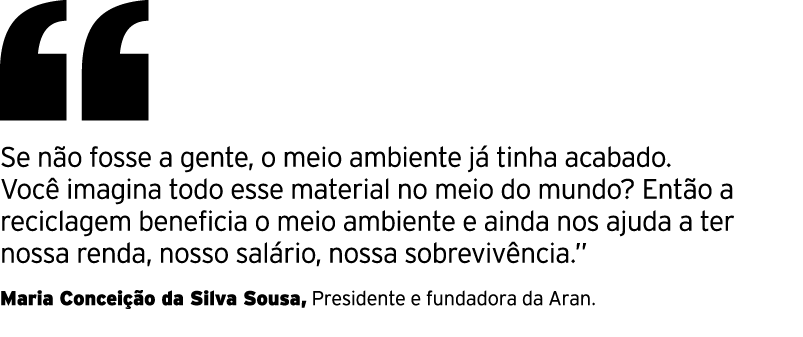 “
Se não fosse a gente, o meio ambiente já tinha acabado.
Você imagina todo esse material no meio do mundo? Então a
reciclagem beneficia o meio ambiente e ainda nos ajuda a ter
nossa renda, nosso salário, nossa sobrevivência.”
Maria Conceição da Silva Sousa, Presidente e fundadora da Aran.